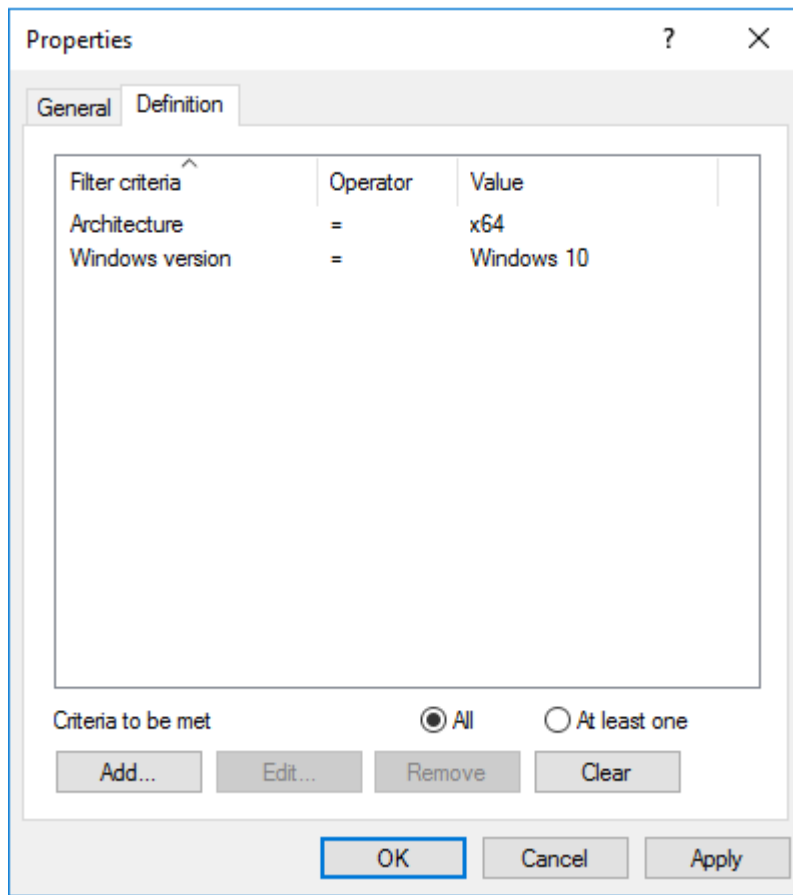 Properties ?
General Definition
Filter criteria Operator Value
Architecture = x64
Windows version = Windows 10
Criteria to be met All At least one
Add... Edit... Remove Clear
OK Cancel Apply